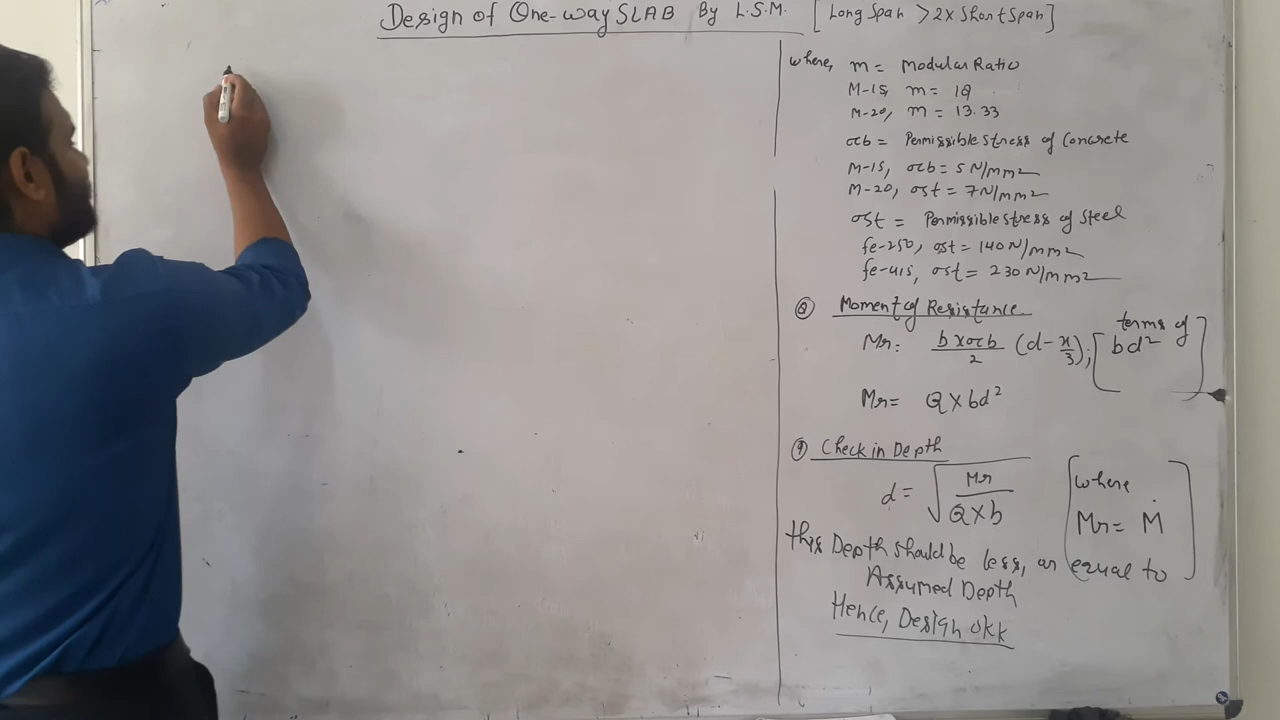 Design of One-way SLAB By L.S.M. [Long Span > 2x Short Span]
where, m = Modular Ratio
M-15, m = 19
M-20, m = 13.33
σcb = Permissible stress of Concrete
M-15, σcb = 5 N/mm2
M-20, σst = 7N/mm2
σst = Permissible stress of Steel
fe-250, σst = 140 N/mm2
fe-415, σst = 230 N/mm2
⑧ Moment of Resistance
Mr: b x σcb / 2 (d - x/3); [terms of bd²]
Mr = Q X bd²
⑨ Check in Depth
d = √(Mr / Q X b) [where Mr = M]
this Depth should be less, or equal to
Assumed Depth
Hence, Design okk